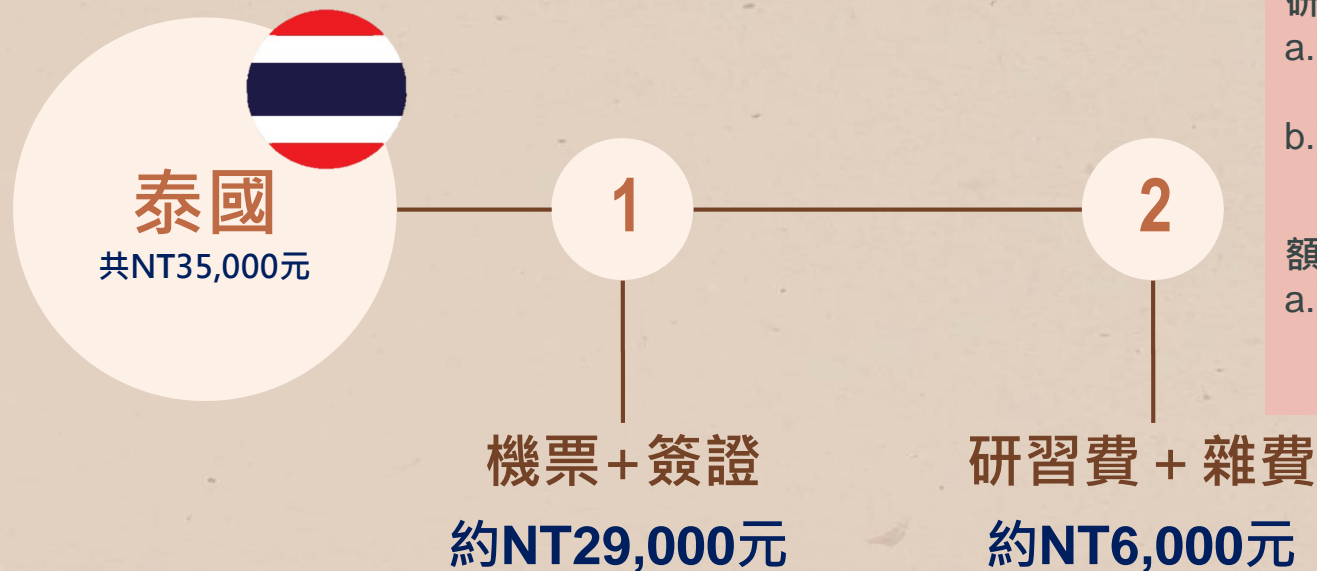 泰國
共NT35,000元
1
2
機票+簽證
約NT29,000元
研習費 + 雜費
約NT6,000元
a.
b.
額
a.